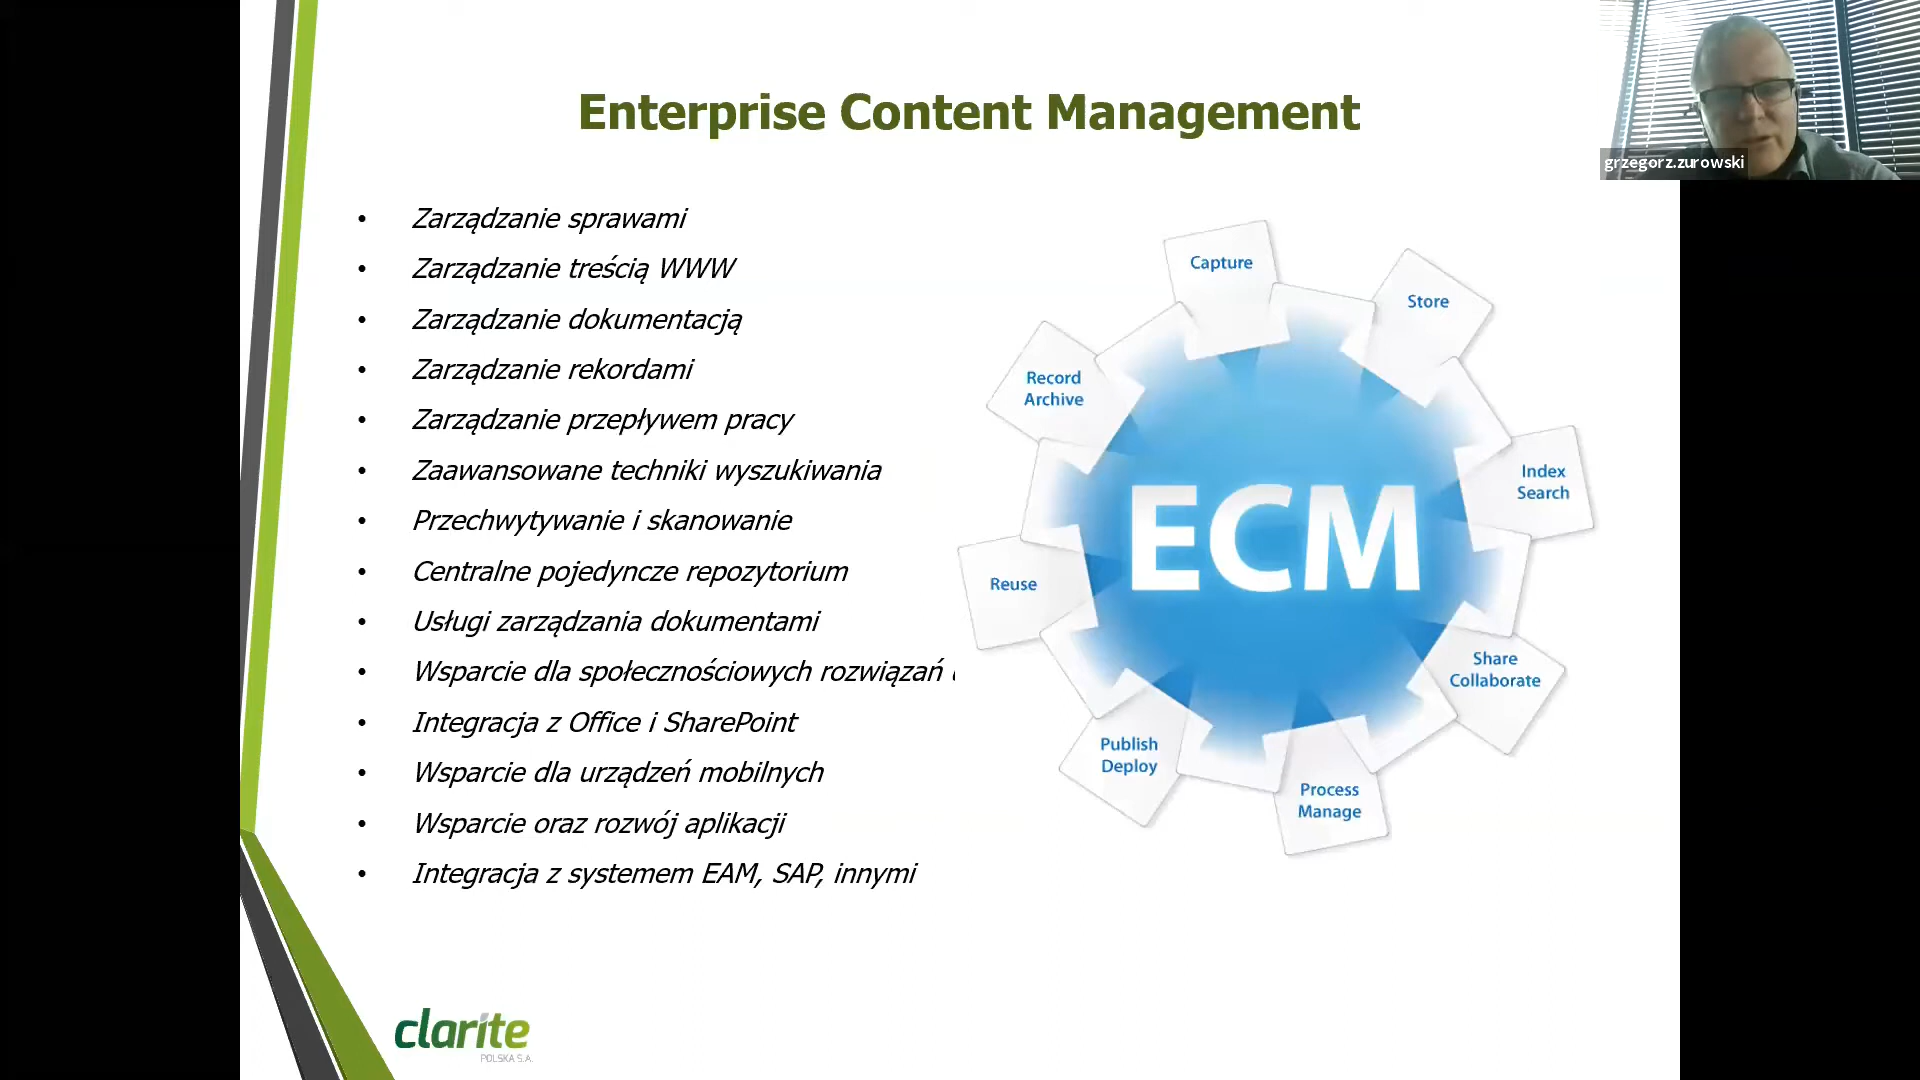 Enterprise Content Management
grzegorz.zurowski
• Zarządzanie sprawami
• Zarządzanie treścią WWW
• Zarządzanie dokumentacją
• Zarządzanie rekordami
• Zarządzanie przepływem pracy
• Zaawansowane techniki wyszukiwania
• Przechwytywanie i skanowanie
• Centralne pojedyncze repozytorium
• Usługi zarządzania dokumentami
• Wsparcie dla społecznościowych rozwiązań
• Integracja z Office i SharePoint
• Wsparcie dla urządzeń mobilnych
• Wsparcie oraz rozwój aplikacji
• Integracja z systemem EAM, SAP, innymi
Capture
Store
Index
Search
Share
Collaborate
Process
Manage
Publish
Deploy
Reuse
Record
Archive
ECM
clarite
POLSKA S.A.